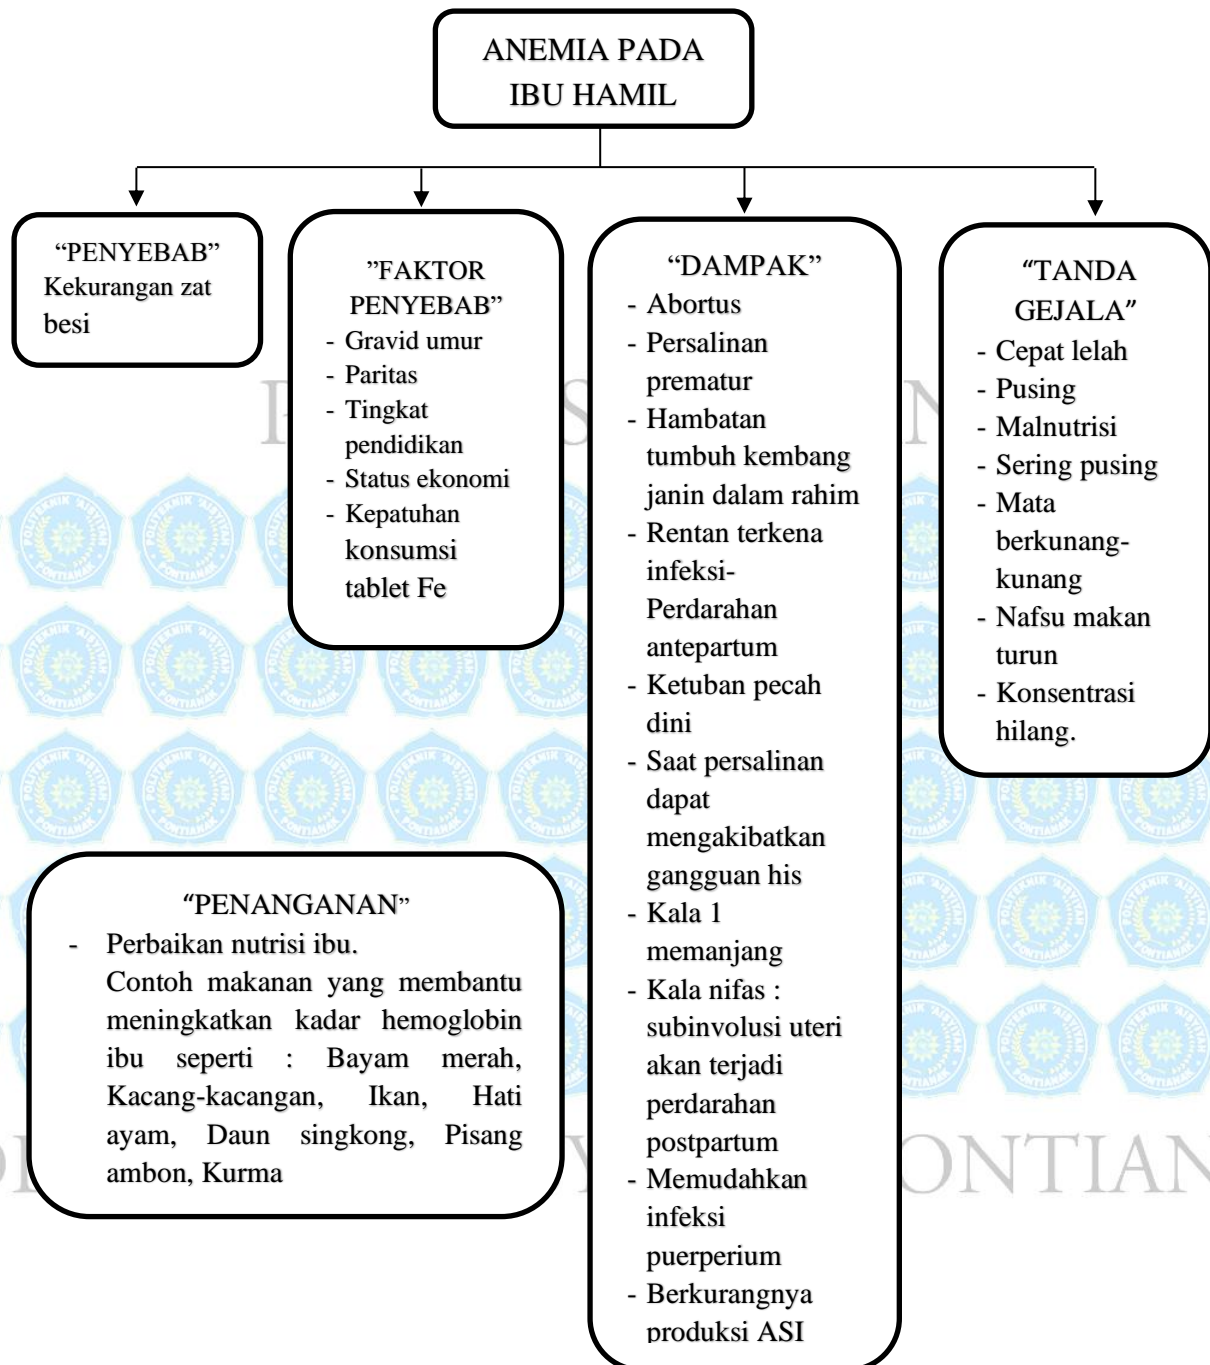 ANEMIA PADA
IBU HAMIL
“PENYEBAB”
Kekurangan zat
besi
”FAKTOR
PENYEBAB”
- Gravid umur
- Paritas
- Tingkat
pendidikan
- Status ekonomi
- Kepatuhan
konsumsi
tablet Fe
“DAMPAK”
- Abortus
- Persalinan
prematur
- Hambatan
tumbuh kembang
janin dalam rahim
- Rentan terkena
infeksi-
Perdarahan
antepartum
- Ketuban pecah
dini
- Saat persalinan
dapat
mengakibatkan
gangguan his
- Kala 1
memanjang
- Kala nifas :
subinvolusi uteri
akan terjadi
perdarahan
postpartum
- Memudahkan
infeksi
puerperium
- Berkurangnya
produksi ASI
“TANDA
GEJALA”
- Cepat lelah
- Pusing
- Malnutrisi
- Sering pusing
- Mata
berkunang-
kunang
- Nafsu makan
turun
- Konsentrasi
hilang.
“PENANGANAN”
- Perbaikan nutrisi ibu.
Contoh makanan yang membantu
meningkatkan kadar hemoglobin
ibu seperti : Bayam merah,
Kacang-kacangan, Ikan, Hati
ayam, Daun singkong, Pisang
ambon, Kurma
POLITEKNIK 'AISYIYAH
PONTIANAK